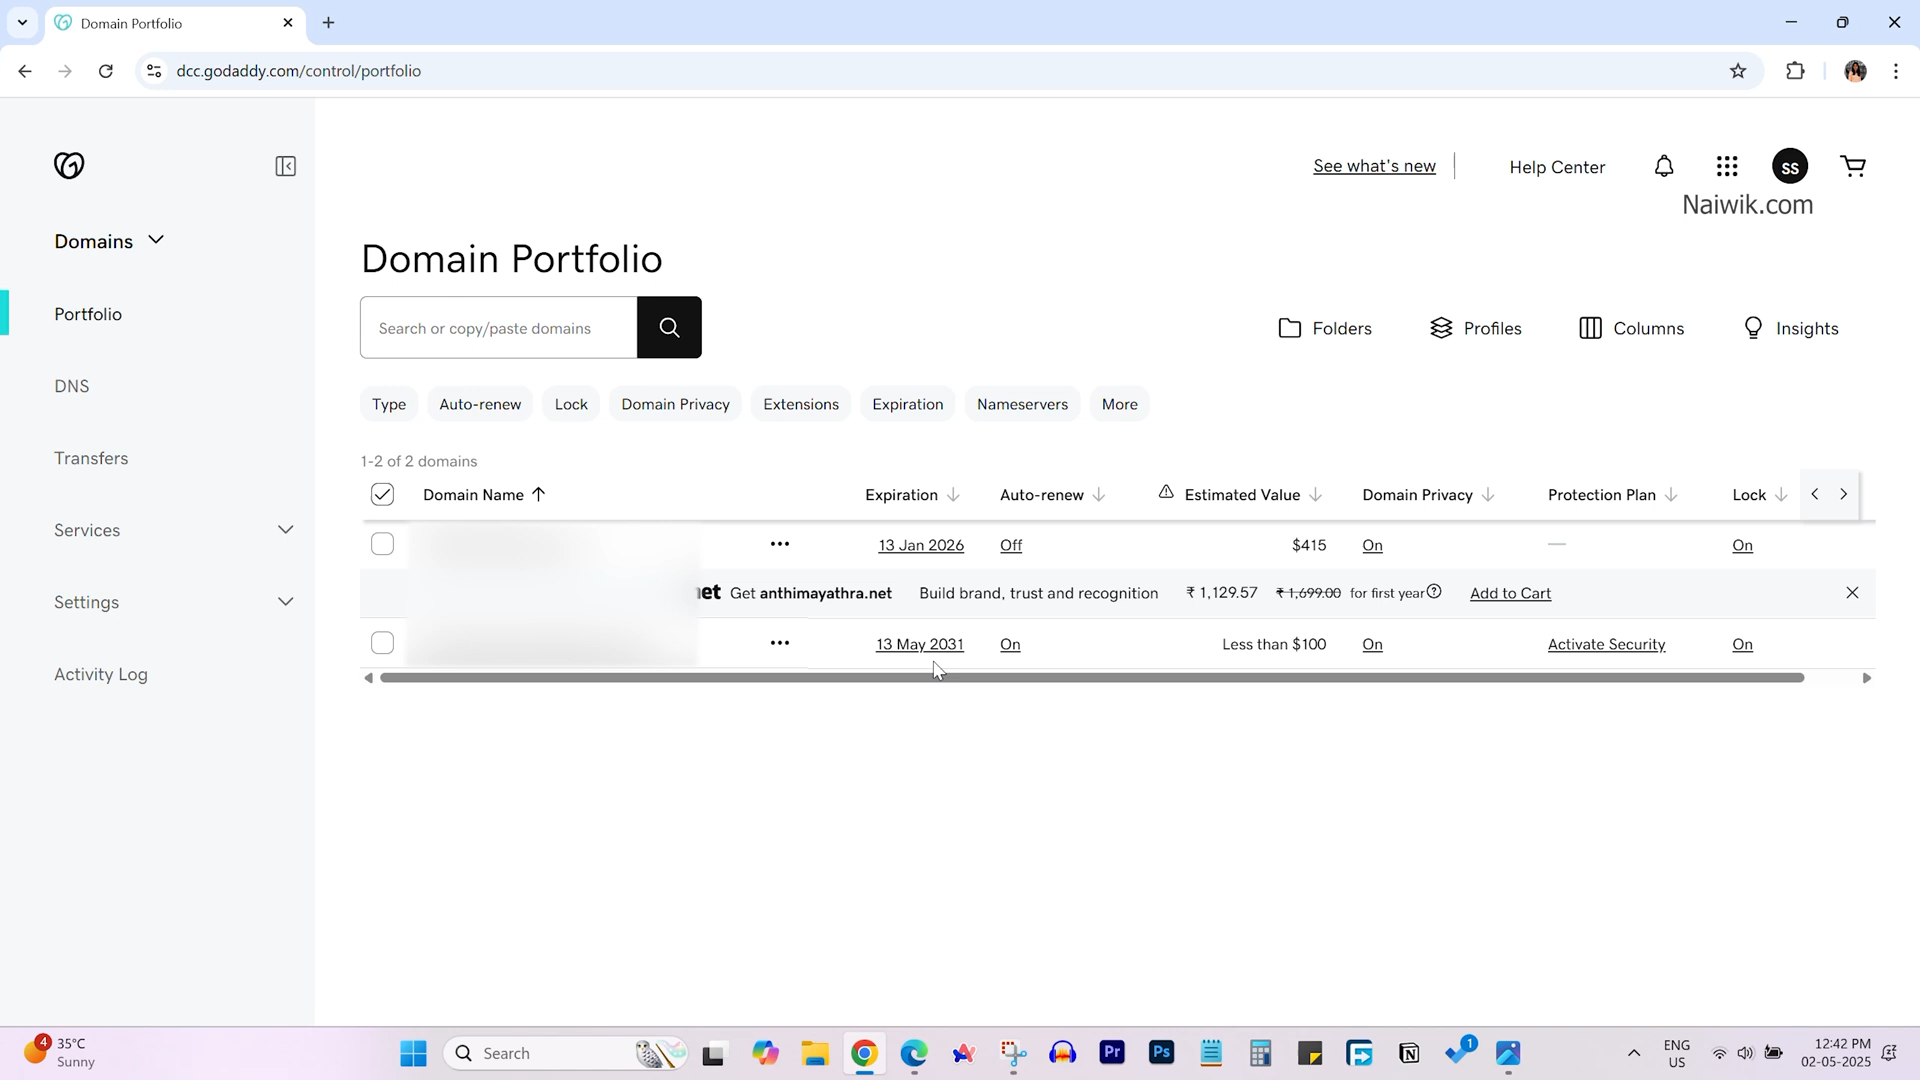 Domain Portfolio
dcc.godaddy.com/control/portfolio
See what's new
Help Center
SS
Naiwik.com
Domains
Portfolio
DNS
Transfers
Services
Settings
Activity Log
Domain Portfolio
Search or copy/paste domains
Folders
Profiles
Columns
Insights
Type
Auto-renew
Lock
Domain Privacy
Extensions
Expiration
Nameservers
More
1-2 of 2 domains
Domain Name
Expiration
Auto-renew
Estimated Value
Domain Privacy
Protection Plan
Lock
13 Jan 2026
Off
$415
On
—
On
Get anthimayathra.net
Build brand, trust and recognition
₹ 1,129.57
₹ 1,699.00
for first year
Add to Cart
13 May 2031
On
Less than $100
On
Activate Security
On
4
35°C
Sunny
Search
Pr
Ps
1
ENG
US
12:42 PM
02-05-2025